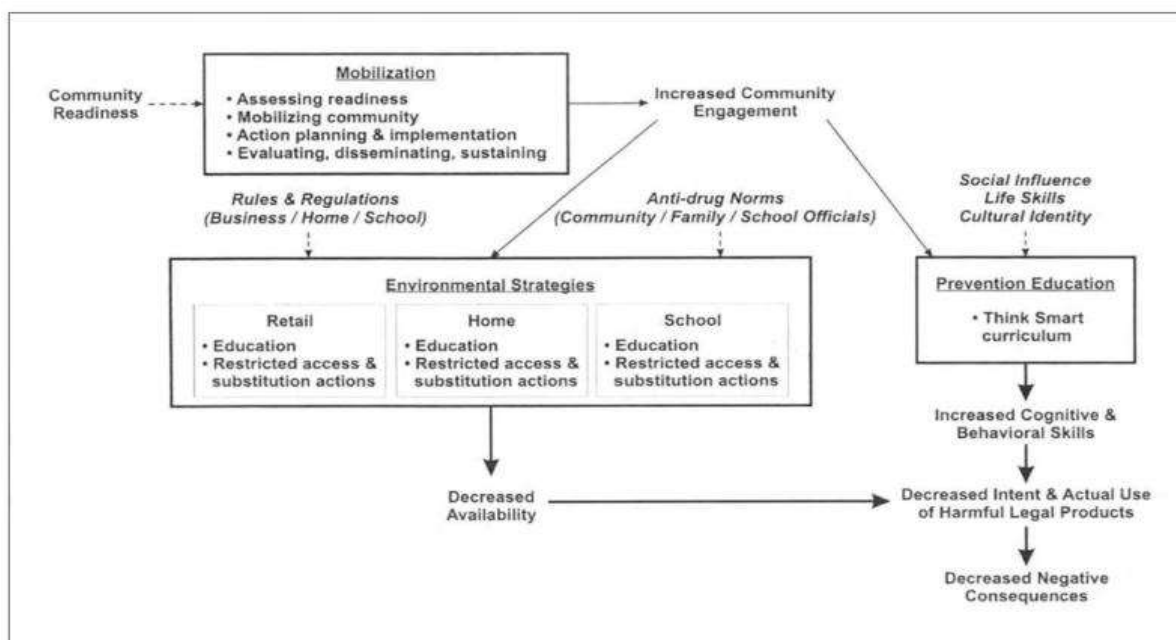 Mobilization
Community
Readiness
• Assessing readiness
• Mobilizing community
• Action planning & implementation
• Evaluating, disseminating, sustaining
Increased Community
Engagement
Rules & Regulations
(Business / Home / School)
Anti-drug Norms
(Community / Family / School Officials)
Social Influence
Life Skills
Cultural Identity
Environmental Strategies
Retail
• Education
• Restricted access &
substitution actions
Home
• Education
• Restricted access &
substitution actions
School
• Education
• Restricted access &
substitution actions
Prevention Education
• Think Smart
curriculum
Increased Cognitive &
Behavioral Skills
Decreased
Availability
Decreased Intent & Actual Use
of Harmful Legal Products
Decreased Negative
Consequences